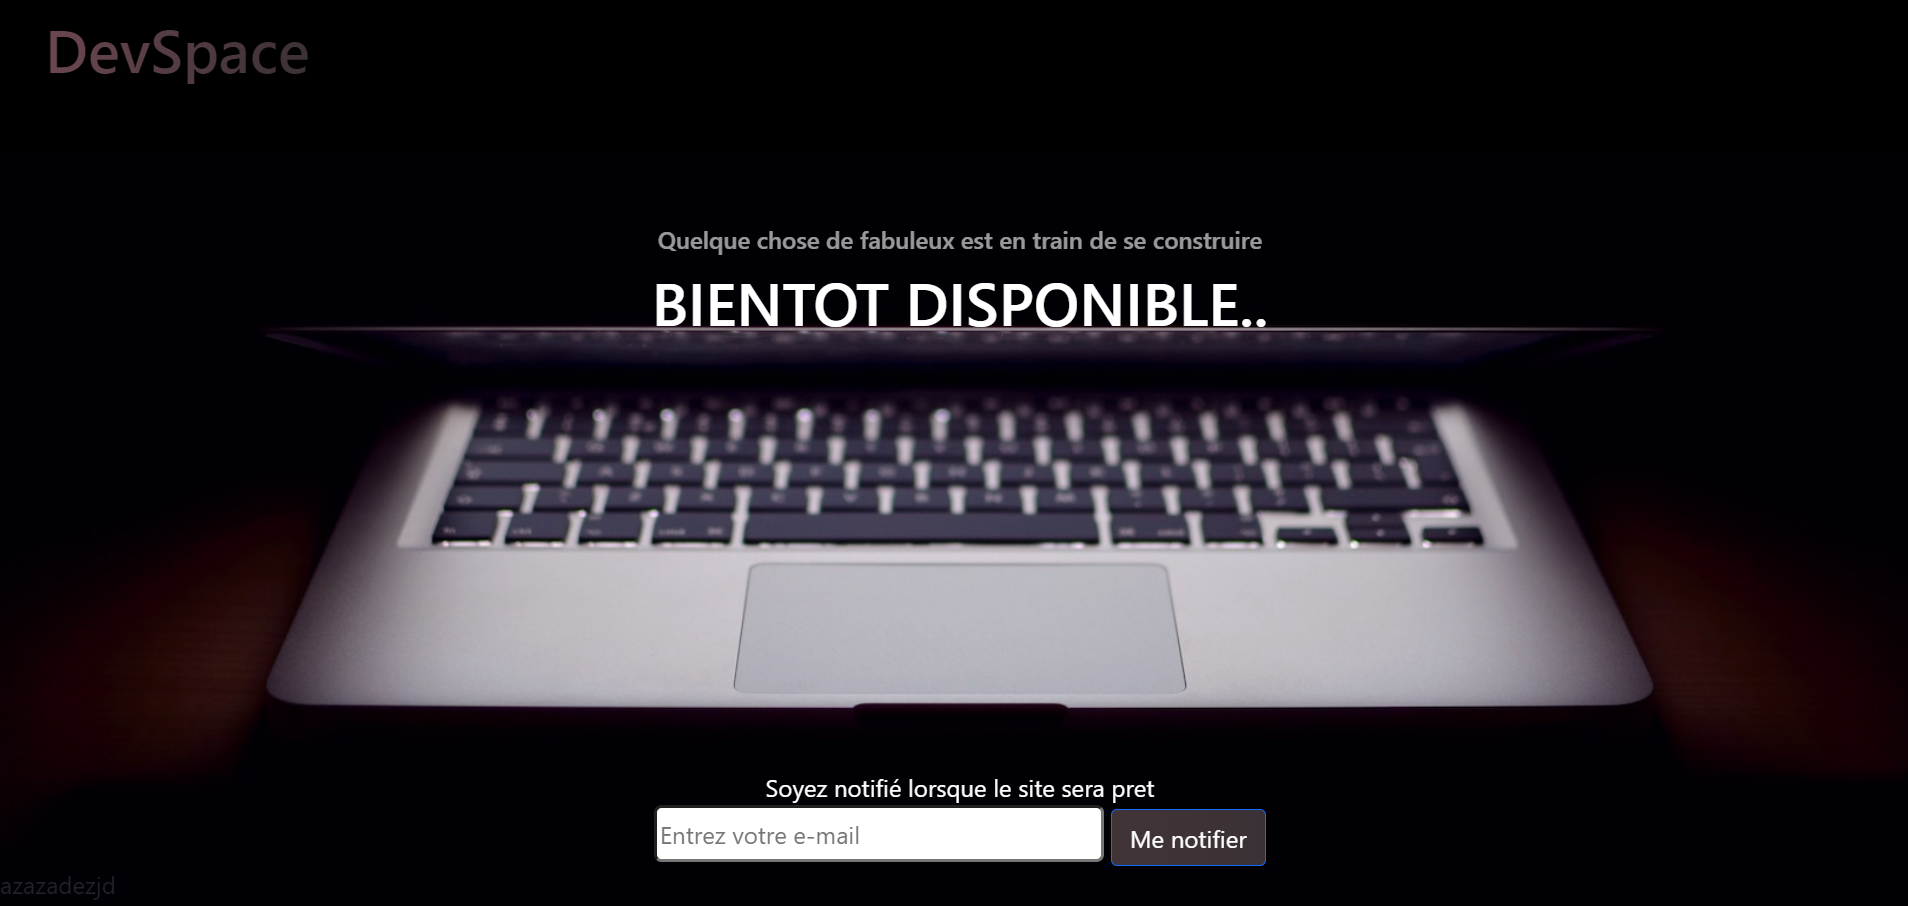 DevSpace
Quelque chose de fabuleux est en train de se construire
BIENTOT DISPONIBLE..
Soyez notifié lorsque le site sera pret
Entrez votre e-mail
Me notifier
azazadezjd